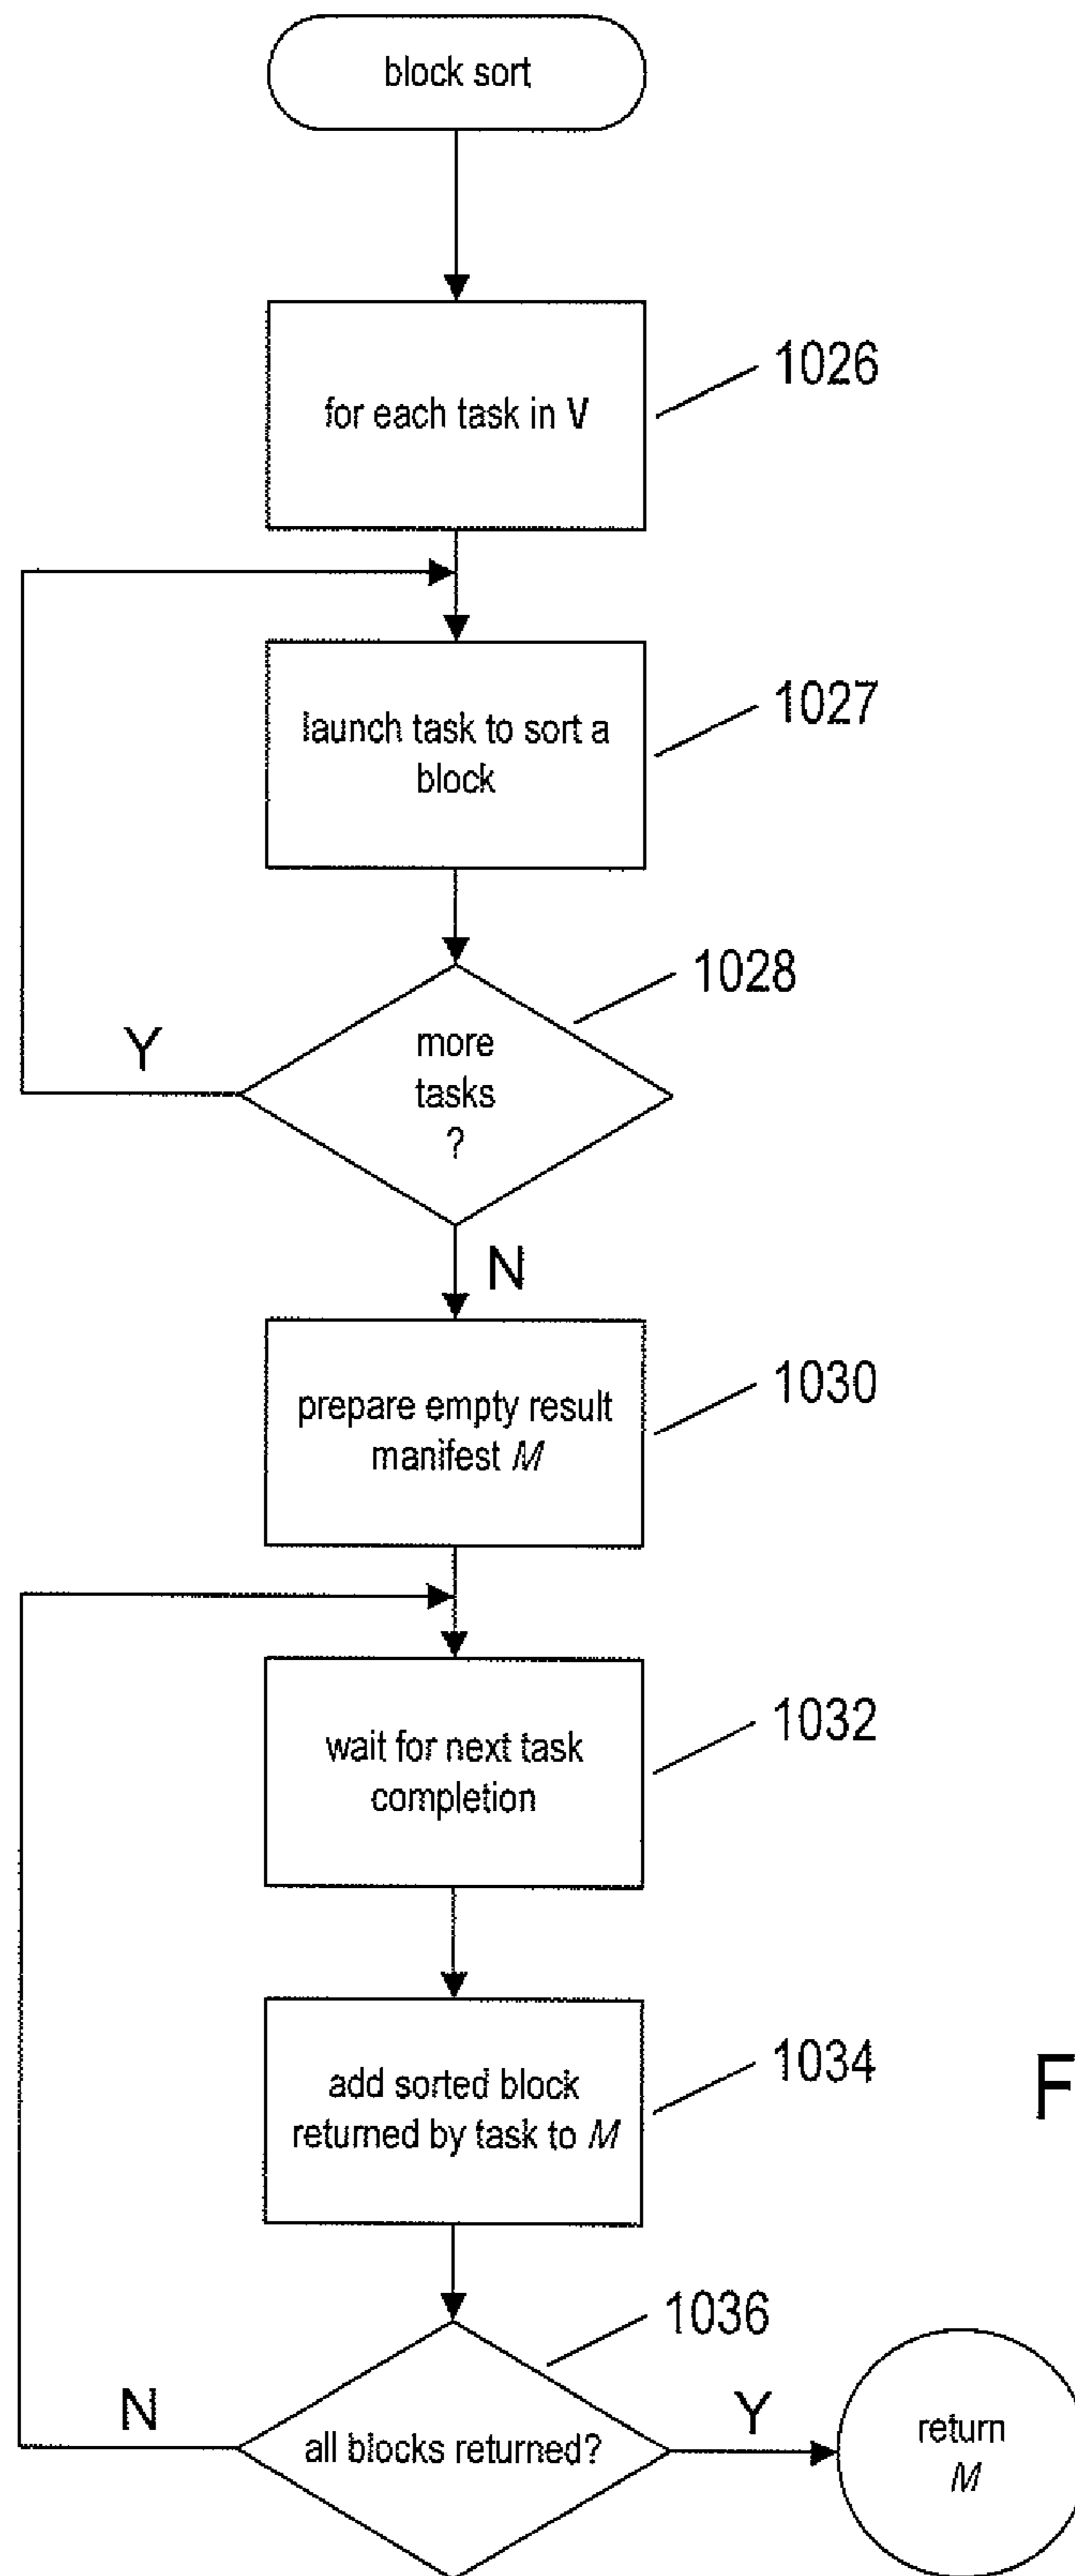 block sort
for each task in V
1026
launch task to sort a
block
1027
more
tasks
?
1028
Y
N
prepare empty result
manifest M
1030
wait for next task
completion
1032
add sorted block
returned by task to M
1034
F
all blocks returned?
1036
N
Y
return
M